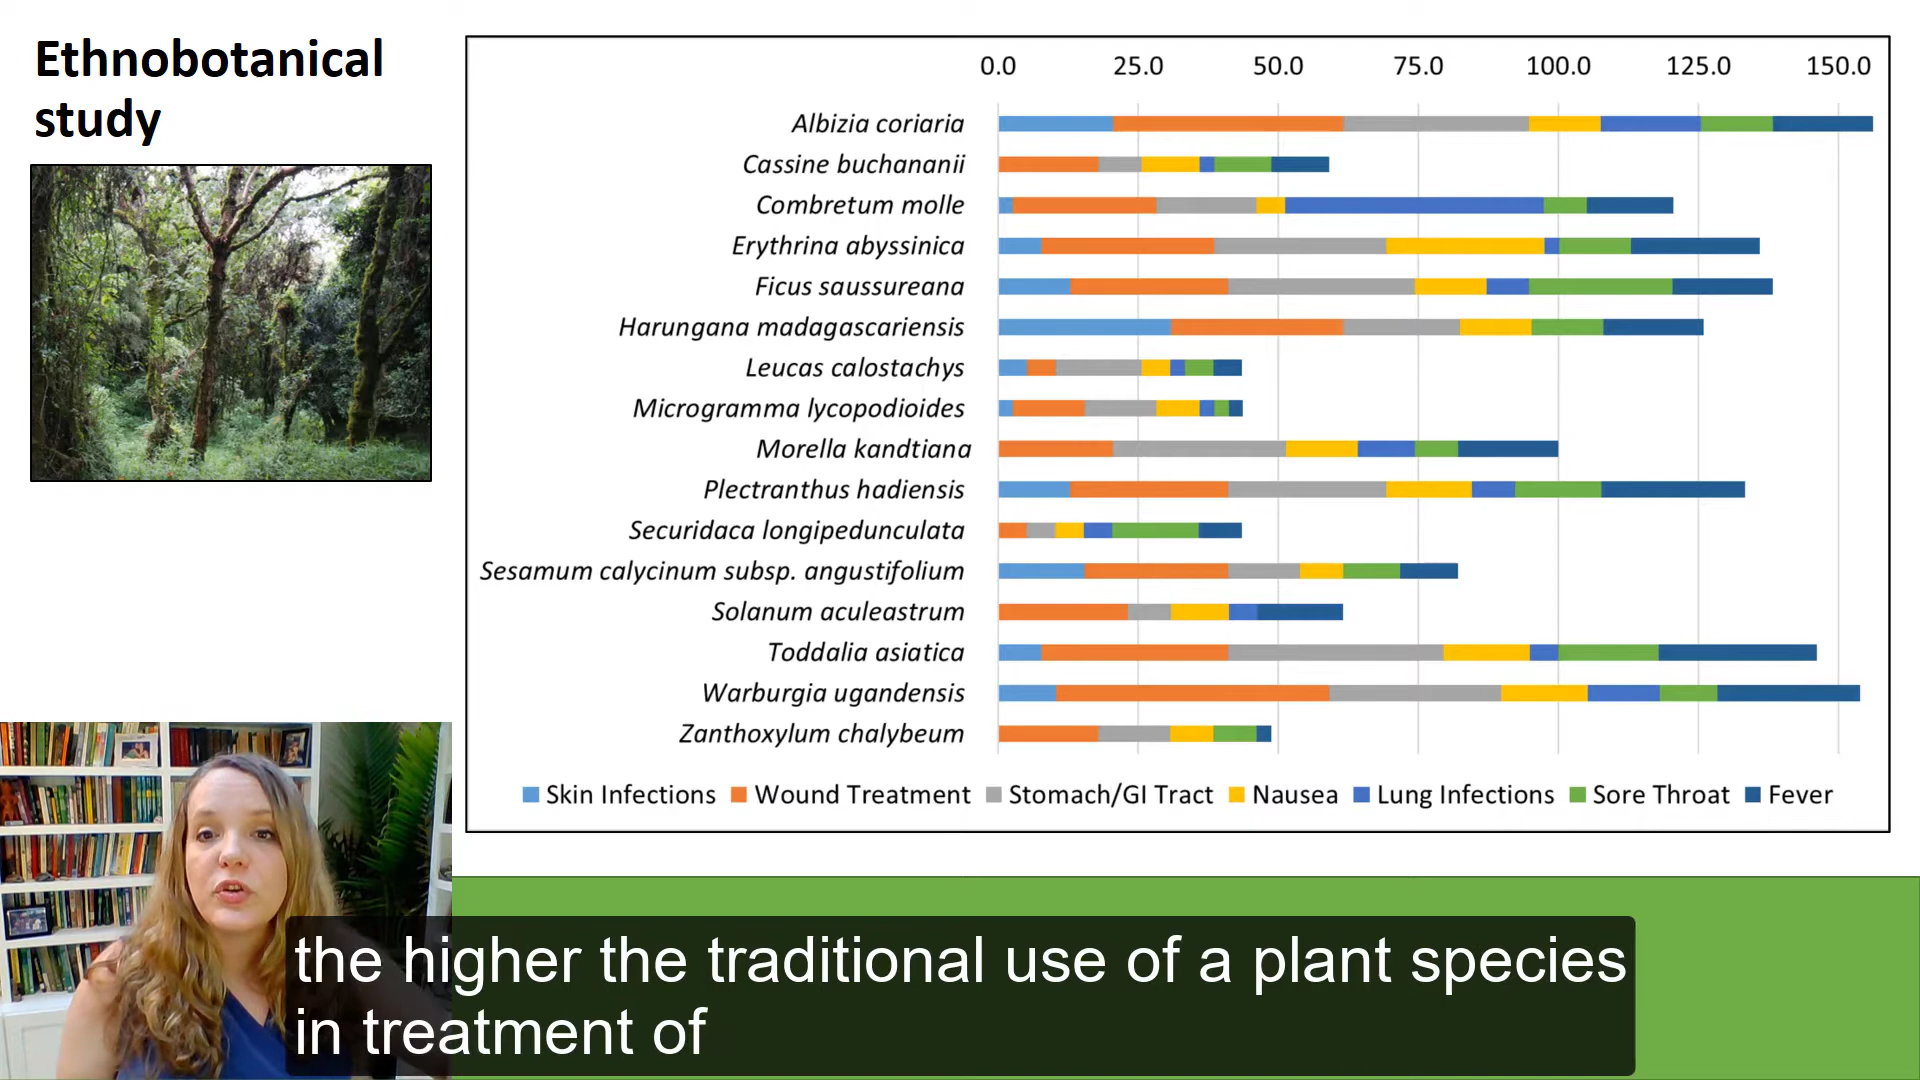 Ethnobotanical
study
0.0 25.0 50.0 75.0 100.0 125.0 150.0
Albizia coriaria
Cassine buchananii
Combretum molle
Erythrina abyssinica
Ficus saussureana
Harungana madagascariensis
Leucas calostachys
Microgramma lycopodioides
Morella kandtiana
Plectranthus hadiensis
Securidaca longipedunculata
Sesamum calycinum subsp. angustifolium
Solanum aculeastrum
Toddalia asiatica
Warburgia ugandensis
Zanthoxylum chalybeum
Skin Infections Wound Treatment Stomach/GI Tract Nausea Lung Infections Sore Throat Fever
the higher the traditional use of a plant species
in treatment of